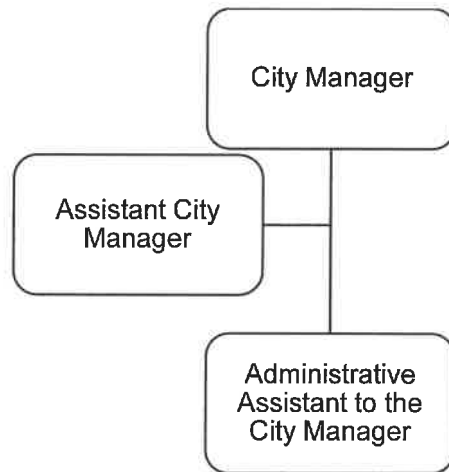 City Manager
Assistant City
Manager
Administrative
Assistant to the
City Manager